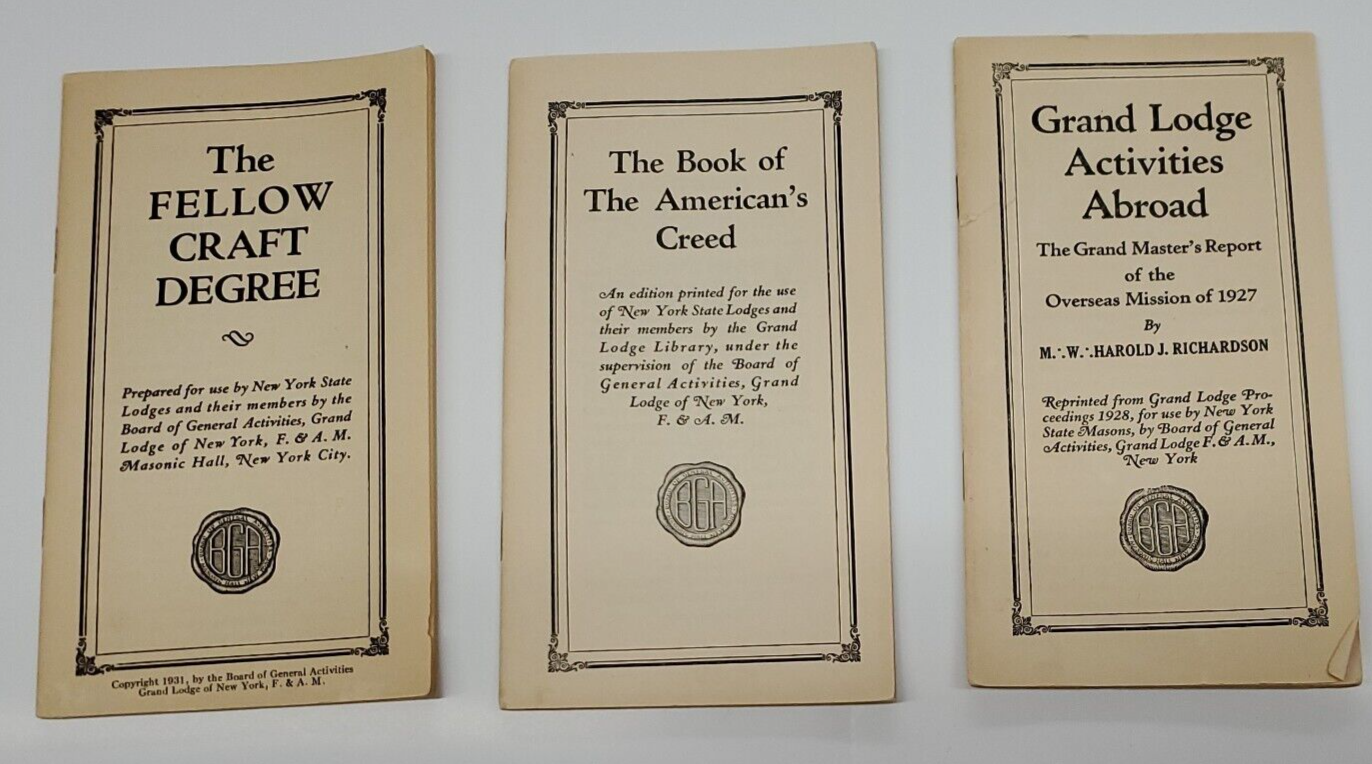 The
FELLOW
CRAFT
DEGREE
Prepared for use by New York State
Lodges and their members by the
Board of General Activities, Grand
Lodge of New York, F. & A. M.
Masonic Hall, New York City.
BGA
Copyright 1931, by the Board of General Activities
Grand Lodge of New York, F. & A. M.
The Book of
The American's
Creed
An edition printed for the use
of New York State Lodges and
their members by the Grand
Lodge Library, under the
supervision of the Board of
General Activities, Grand
Lodge of New York,
F. & A. M.
BGA
Grand Lodge
Activities
Abroad
The Grand Master's Report
of the
Overseas Mission of 1927
By
M∴W∴HAROLD J. RICHARDSON
Reprinted from Grand Lodge Pro-
ceedings 1928, for use by New York
State Masons, by Board of General
Activities, Grand Lodge F. & A. M.,
New York
BGA